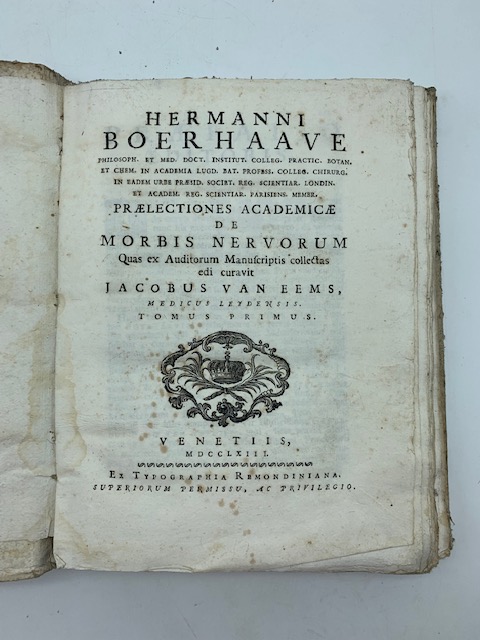 HERMANNI
BOERHAAVE
PHILOSOPH. ET MED. DOCT. INSTITUT. COLLEG. PRACTIC. BOTAN.
ET CHEM. IN ACADEMIA LUGD. BAT. PROFESS. COLLEG. CHIRURG.
IN EADEM URBE PRÆSID. SOCIET. REG. SCIENTIAR. LONDIN.
ET ACADEM. REG. SCIENTIAR. PARISIENS. MEMBR.
PRÆLECTIONES ACADEMICÆ
DE
MORBIS NERVORUM
Quas ex Auditorum Manuſcriptis collectas
edi curavit
JACOBUS VAN EEMS,
MEDICUS LEYDENSIS.
TOMUS PRIMUS.
VENETIIS,
MDCCLXIII.
EX TYPOGRAPHIA REMONDINIANA.
SUPERIORUM PERMISSU, AC PRIVILEGIO.